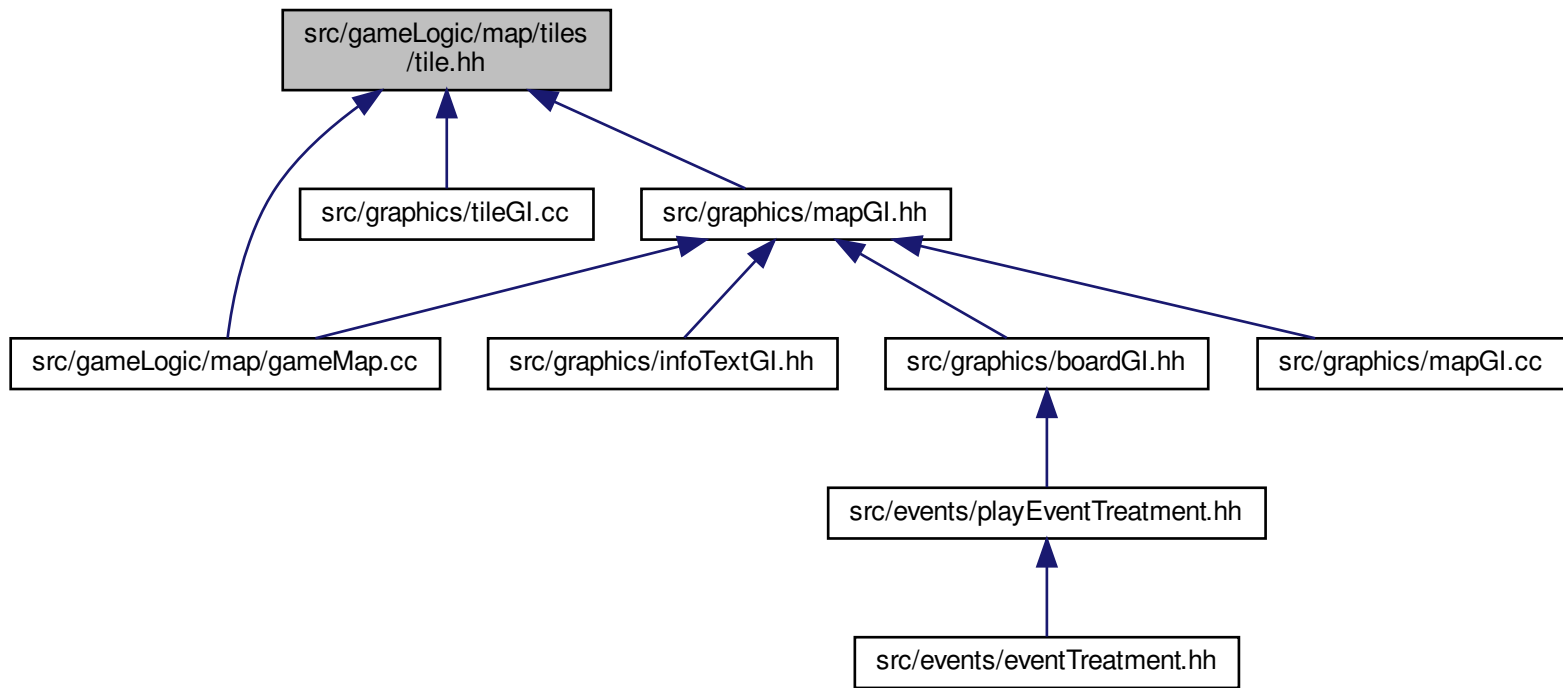 src/gameLogic/map/tiles
/tile.hh
src/graphics/tileGI.cc
src/graphics/mapGI.hh
src/gameLogic/map/gameMap.cc
src/graphics/infoTextGI.hh
src/graphics/boardGI.hh
src/graphics/mapGI.cc
src/events/playEventTreatment.hh
src/events/eventTreatment.hh